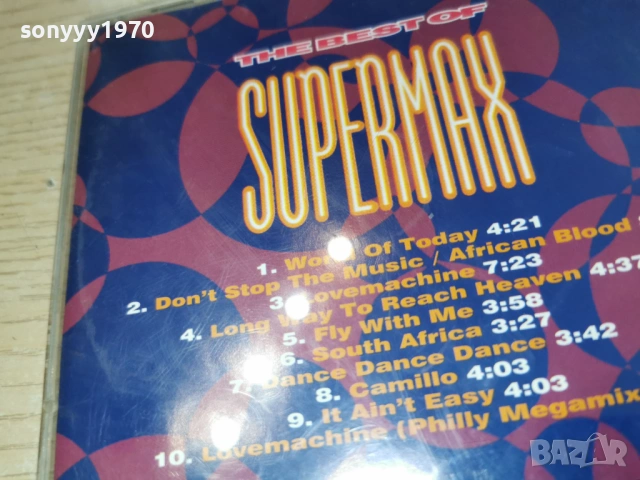 sonyyy1970
THE BEST OF
SUPERMAX
1. World Of Today 4:21
2. Don't Stop The Music / African Blood
3. Lovemachine 7:23
4. Long Way To Reach Heaven 4:37
5. Fly With Me 3:58
6. South Africa 3:27
7. Dance Dance Dance 3:42
8. Camillo 4:03
9. It Ain't Easy 4:03
10. Lovemachine (Philly Megamix
BAZAR
bg